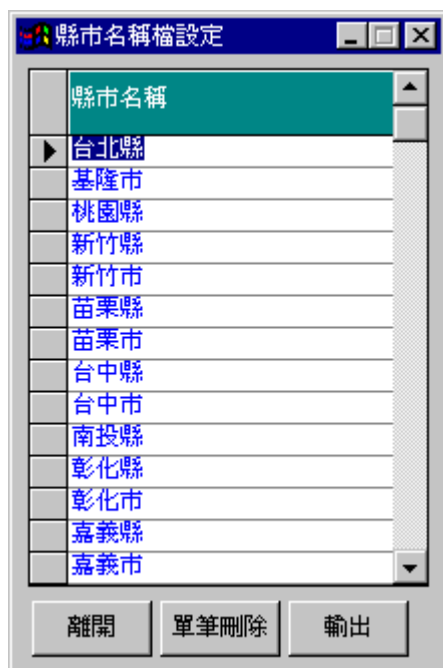 縣市名稱檔設定
縣市名稱
台北縣
基隆市
桃園縣
新竹縣
新竹市
苗栗縣
苗栗市
台中縣
台中市
南投縣
彰化縣
彰化市
嘉義縣
嘉義市
離開 單筆刪除 輸出